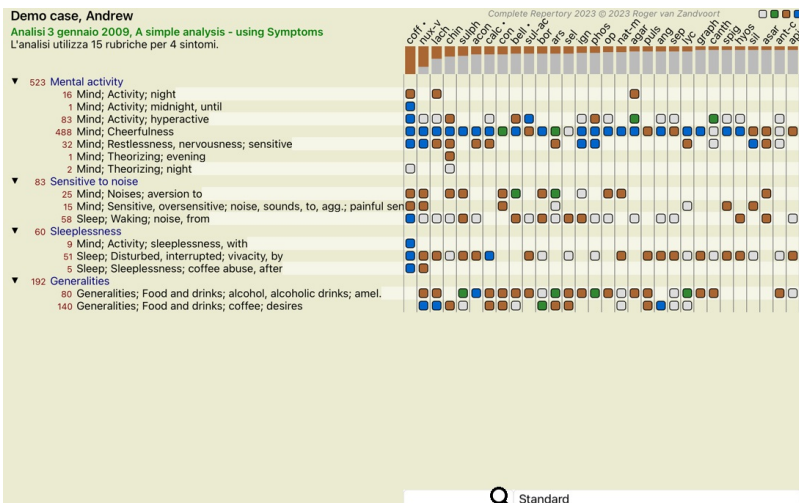 Demo case, Andrew
Complete Repertory 2023 © 2023 Roger van Zandvoort
Analisi 3 gennaio 2009, A simple analysis - using Symptoms
L'analisi utilizza 15 rubriche per 4 sintomi.
coff • nux-v lach chin sulph acon calc • con bell • sul-ac bor ars sel ign phos op nat-m agar puls ang sep lyc graph canth spig hyos sil asar ant-c
523 Mental activity
16 Mind; Activity; night
1 Mind; Activity; midnight, until
83 Mind; Activity; hyperactive
488 Mind; Cheerfulness
32 Mind; Restlessness, nervousness; sensitive
1 Mind; Theorizing; evening
2 Mind; Theorizing; night
83 Sensitive to noise
25 Mind; Noises; aversion to
15 Mind; Sensitive, oversensitive; noise, sounds, to, agg.; painful sen
58 Sleep; Waking; noise, from
60 Sleeplessness
9 Mind; Activity; sleeplessness, with
51 Sleep; Disturbed, interrupted; vivacity, by
5 Sleep; Sleeplessness; coffee abuse, after
192 Generalities
80 Generalities; Food and drinks; alcohol, alcoholic drinks; amel.
140 Generalities; Food and drinks; coffee; desires
Standard